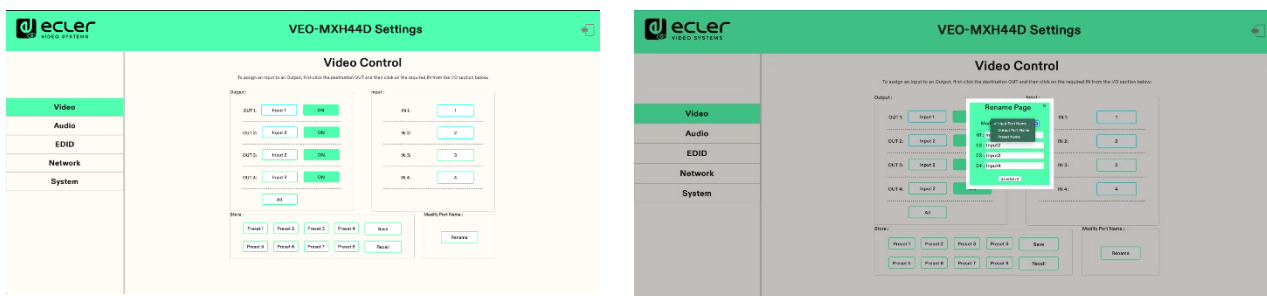 ecler
VIDEO SYSTEMS
VEO-MXH44D Settings
Video Control
To assign an input to an Output, first click the destination OUT and then click on the required IN from the I/O section below.
Video
Audio
EDID
Network
System
Output:
Input:
OUT 1: Input 1 ON
IN 1: 1
OUT 2: Input 2 ON
IN 2: 2
OUT 3: Input 2 ON
IN 3: 3
OUT 4: Input 2 ON
IN 4: 4
All
Store:
Modify Port Name:
Preset 1 Preset 2 Preset 3 Preset 4 Save
Preset 5 Preset 6 Preset 7 Preset 8 Recall
Rename
ecler
VIDEO SYSTEMS
VEO-MXH44D Settings
Video Control
To assign an input to an Output, first click the destination OUT and then click on the required IN from the I/O section below.
Video
Audio
EDID
Network
System
Output:
Input:
OUT 1: Input 1
IN 1: 1
OUT 2: Input 2
IN 2: 2
OUT 3: Input 2
IN 3: 3
OUT 4: Input 2
IN 4: 4
All
Rename Page ×
✓ Input Port Name
Output Port Name
Preset Name
01:
02: Input2
03: Input3
04: Input4
Store:
Modify Port Name:
Preset 1 Preset 2 Preset 3 Preset 4 Save
Preset 5 Preset 6 Preset 7 Preset 8 Recall
Rename